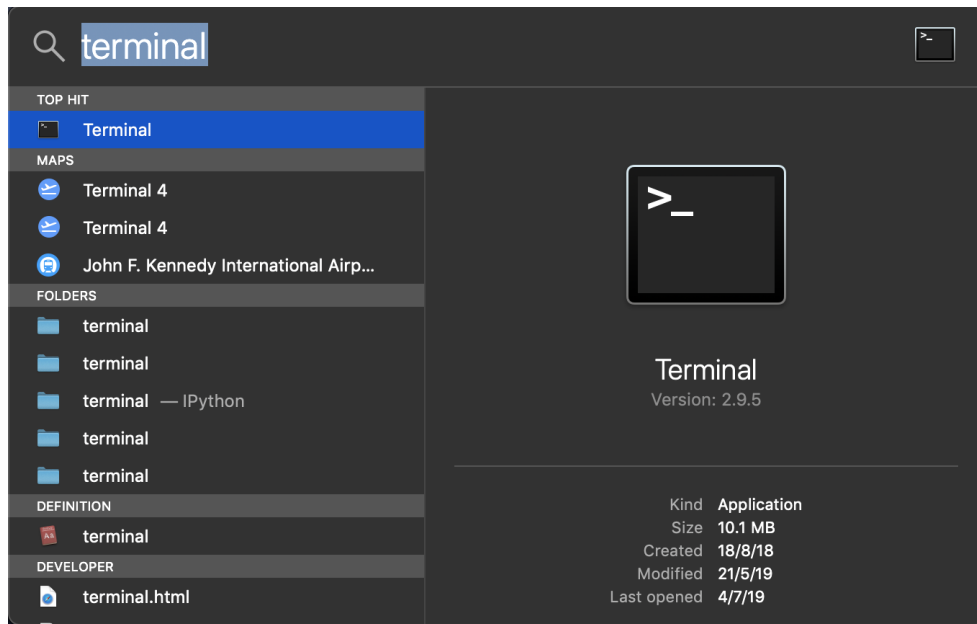 terminal
TOP HIT
Terminal
MAPS
Terminal 4
Terminal 4
John F. Kennedy International Airp...
FOLDERS
terminal
terminal
terminal — IPython
terminal
terminal
DEFINITION
terminal
DEVELOPER
terminal.html
>_
Terminal
Version: 2.9.5
Kind Application
Size 10.1 MB
Created 18/8/18
Modified 21/5/19
Last opened 4/7/19